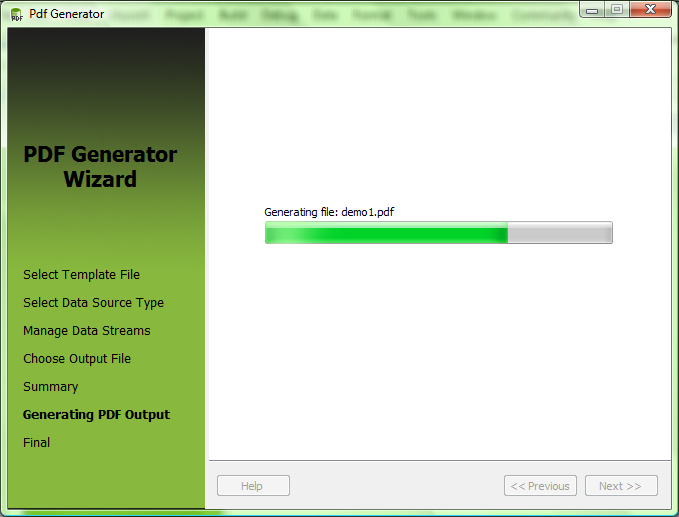 Pdf Generator
PDF Generator
Wizard
Select Template File
Select Data Source Type
Manage Data Streams
Choose Output File
Summary
Generating PDF Output
Final
Generating file: demo1.pdf
Help
<< Previous
Next >>